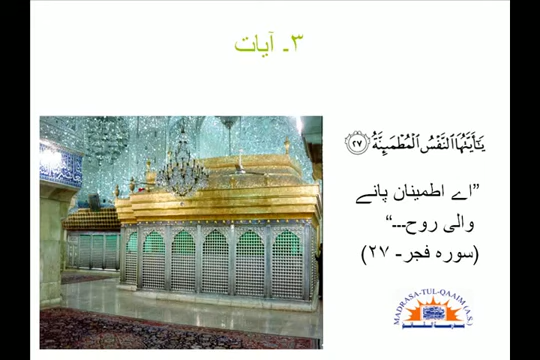 ۳۔ آیات
يَٰٓأَيَّتُهَا ٱلنَّفۡسُ ٱلۡمُطۡمَئِنَّةُ ﴿٢٧﴾
”اے اطمینان پانے
والی روح۔۔۔“
(سورہ فجر- ۲۷)
MADRASA-TUL-QAAIM (A.S.)